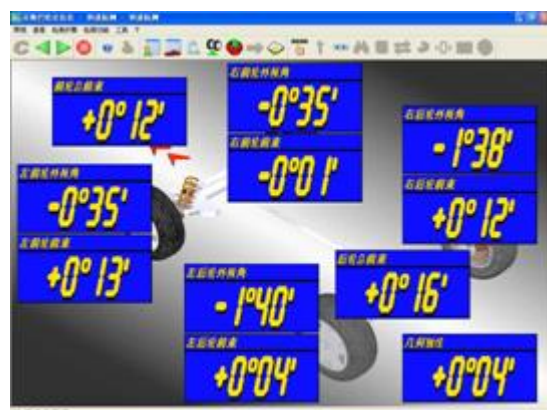 前轮总前束
+0°12'
右前轮外倾角
-0°35'
右前轮前束
-0°01'
右后轮外倾角
-1°38'
右后轮前束
+0°12'
左前轮外倾角
-0°35'
左前轮前束
+0°13'
左后轮外倾角
-1°40'
左后轮前束
+0°04'
后轮总前束
+0°16'
几何轴线
+0°04'